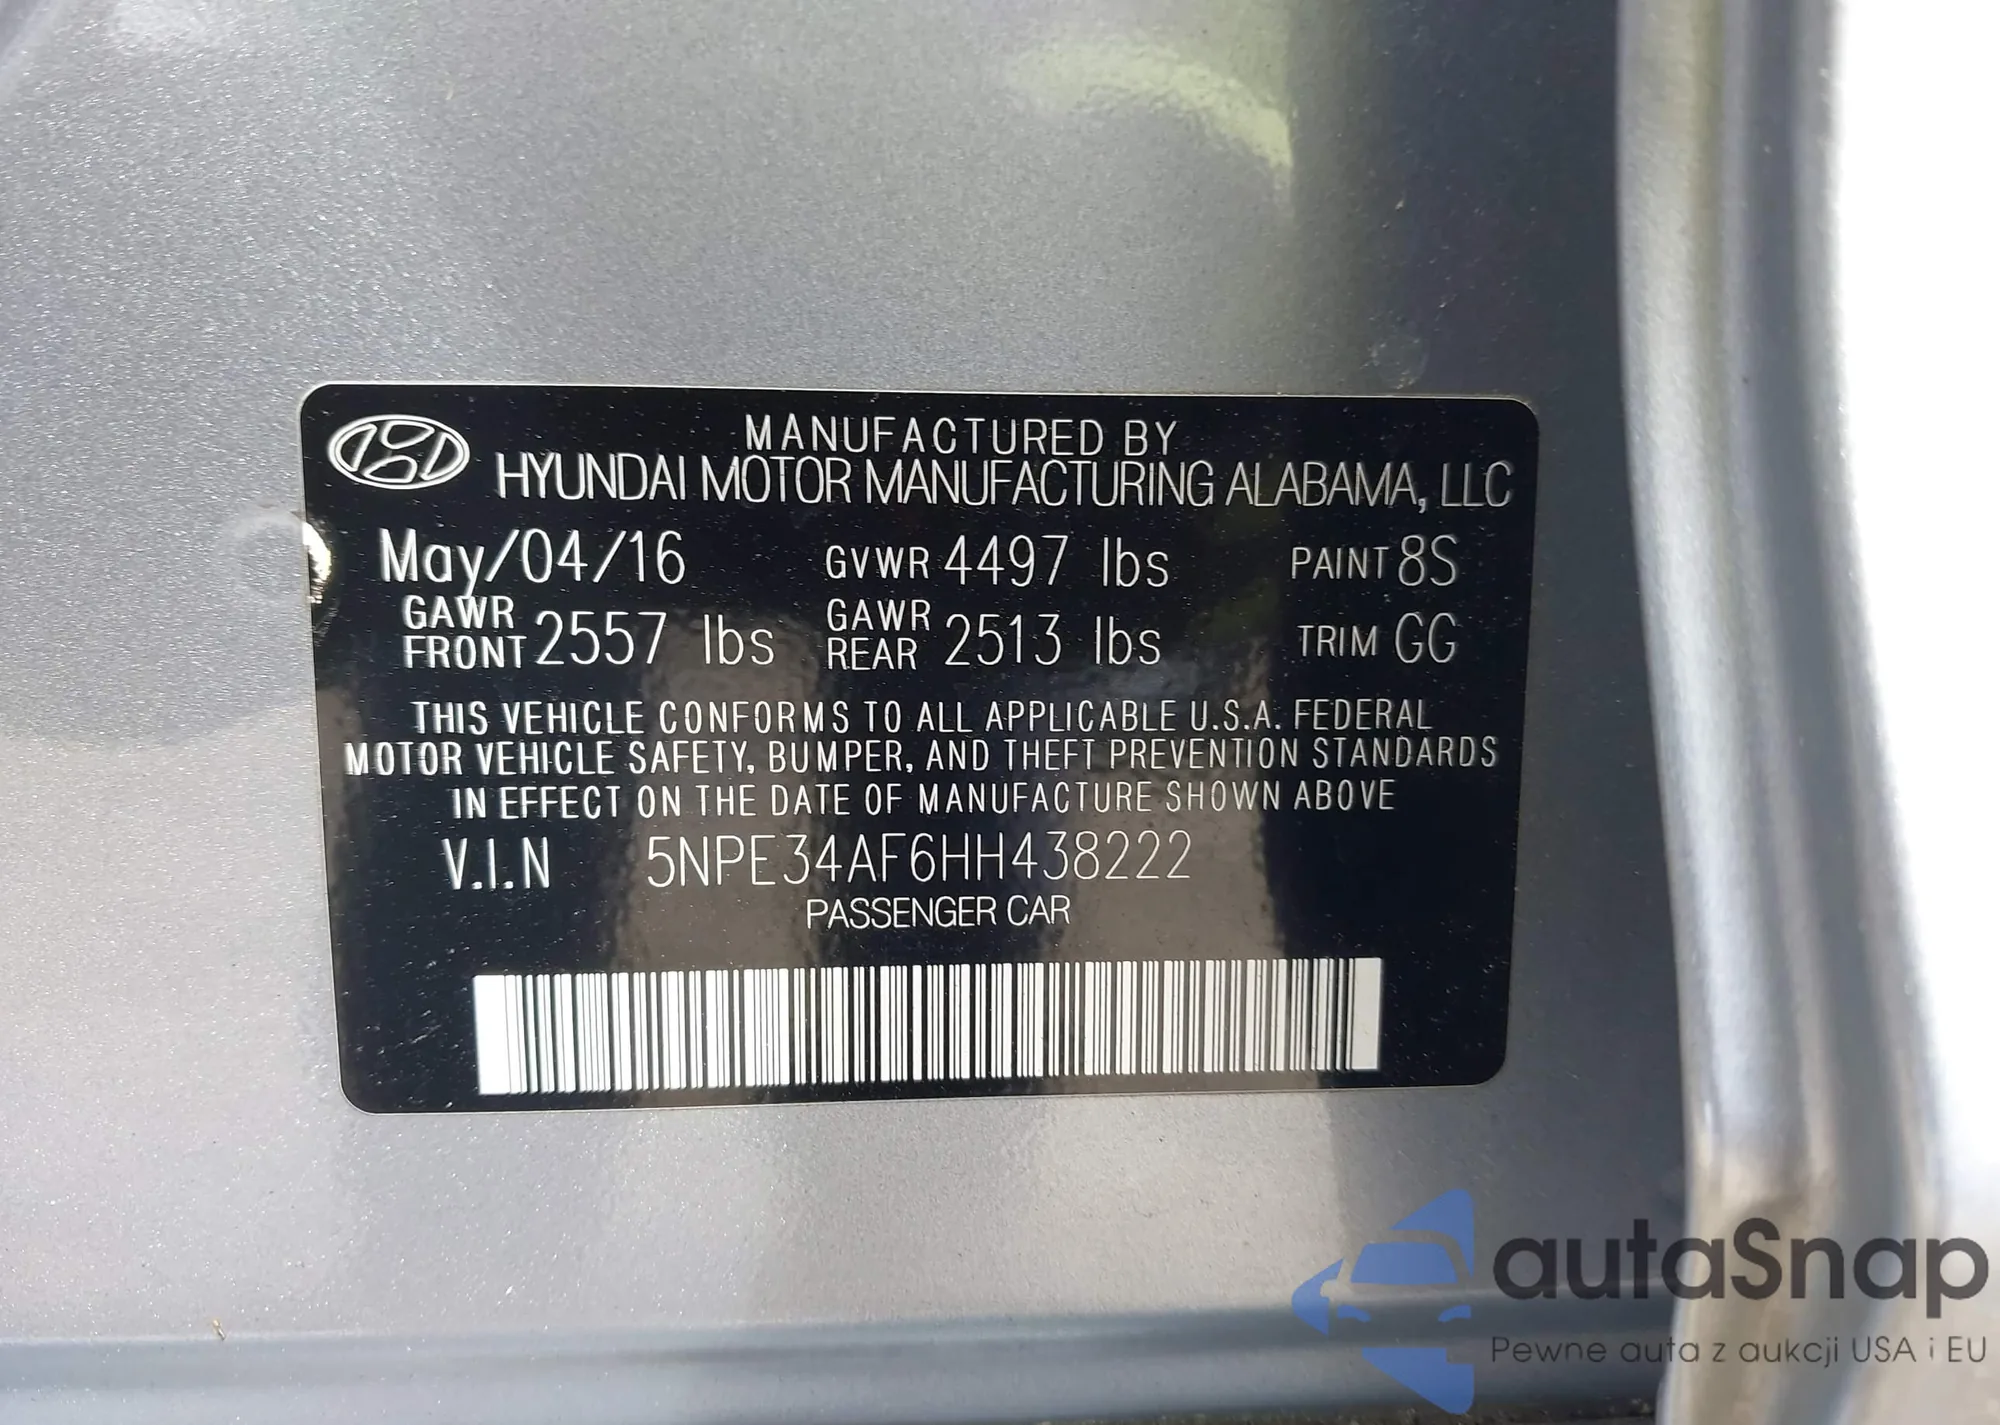 MANUFACTURED BY
HYUNDAI MOTOR MANUFACTURING ALABAMA, LLC
May/04/16 GVWR 4497 lbs PAINT 8S
GAWR FRONT 2557 lbs GAWR REAR 2513 lbs TRIM GG
THIS VEHICLE CONFORMS TO ALL APPLICABLE U.S.A. FEDERAL
MOTOR VEHICLE SAFETY, BUMPER, AND THEFT PREVENTION STANDARDS
IN EFFECT ON THE DATE OF MANUFACTURE SHOWN ABOVE
V.I.N 5NPE34AF6HH438222
PASSENGER CAR
autaSnap
Pewne auta z aukcji USA i EU